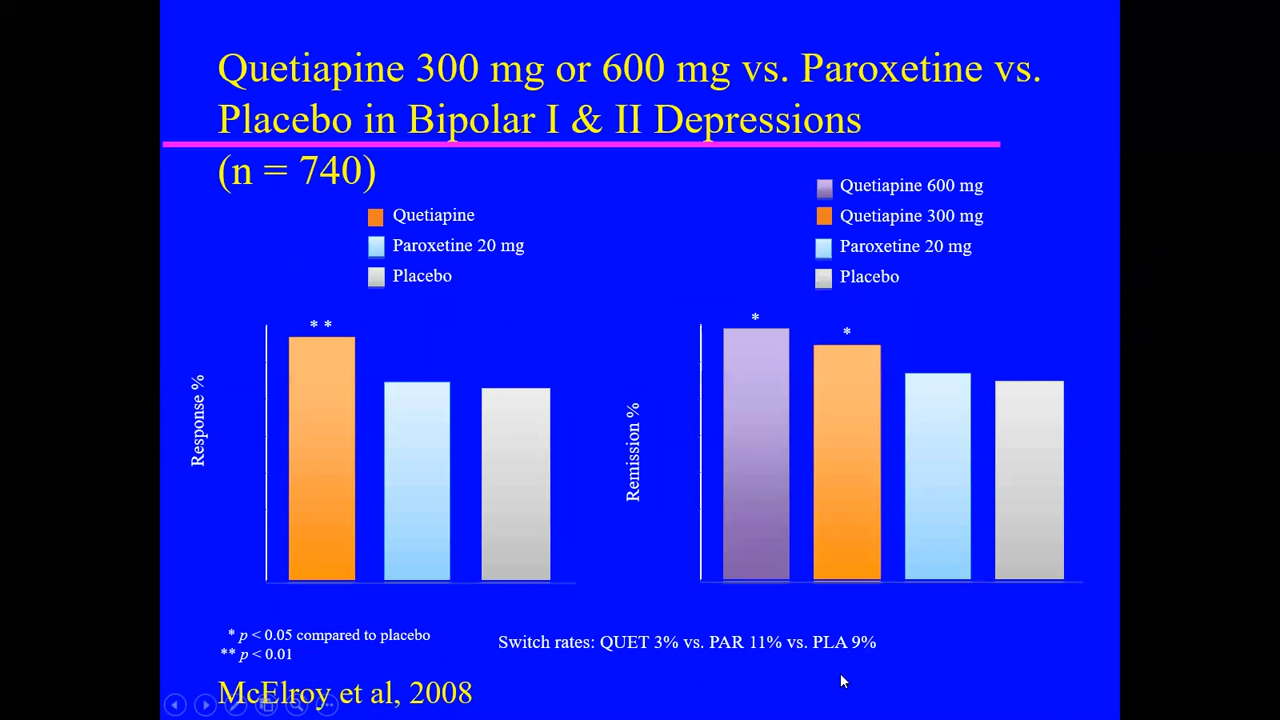 Quetiapine 300 mg or 600 mg vs. Paroxetine vs.
Placebo in Bipolar I & II Depressions
(n = 740)
Quetiapine
Paroxetine 20 mg
Placebo
Quetiapine 600 mg
Quetiapine 300 mg
Paroxetine 20 mg
Placebo
* *
Response %
*
*
Remission %
* p < 0.05 compared to placebo
** p < 0.01
Switch rates: QUET 3% vs. PAR 11% vs. PLA 9%
McElroy et al, 2008